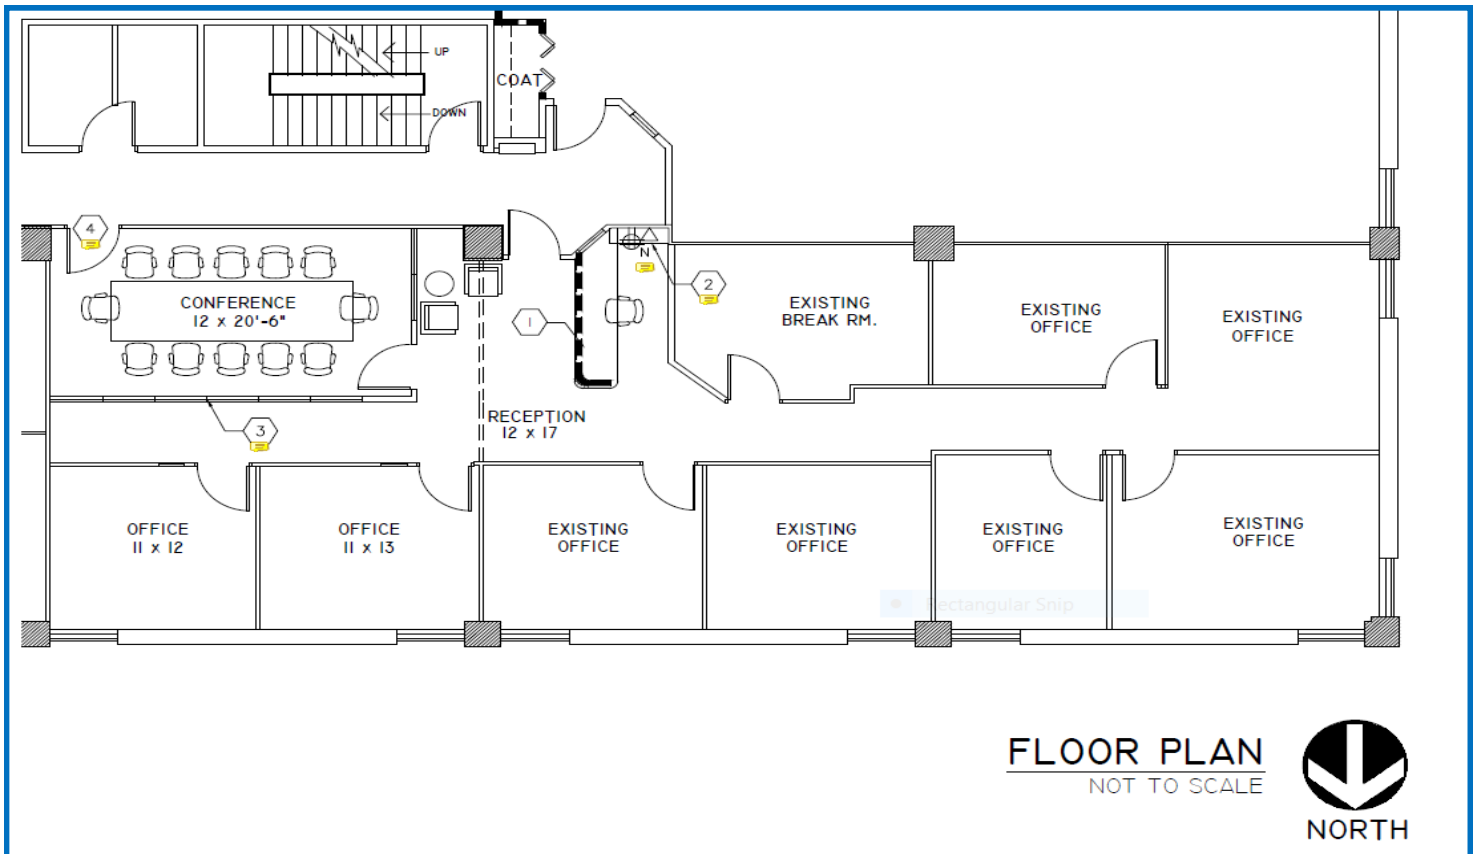 UP
COAT
DOWN
4
N
2
CONFERENCE
12 x 20'-6"
EXISTING
BREAK RM.
EXISTING
OFFICE
EXISTING
OFFICE
1
RECEPTION
12 x 17
3
OFFICE
11 x 12
OFFICE
11 x 13
EXISTING
OFFICE
EXISTING
OFFICE
EXISTING
OFFICE
EXISTING
OFFICE
Rectangular Snip
FLOOR PLAN
NOT TO SCALE
NORTH